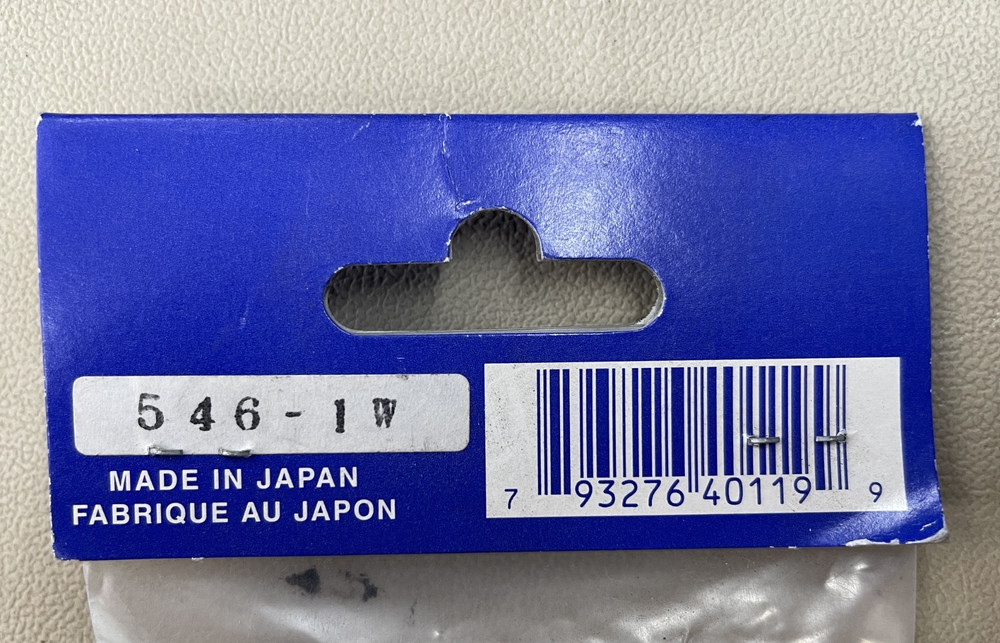 546-1W
MADE IN JAPAN
FABRIQUE AU JAPON
7 93276 40119 9